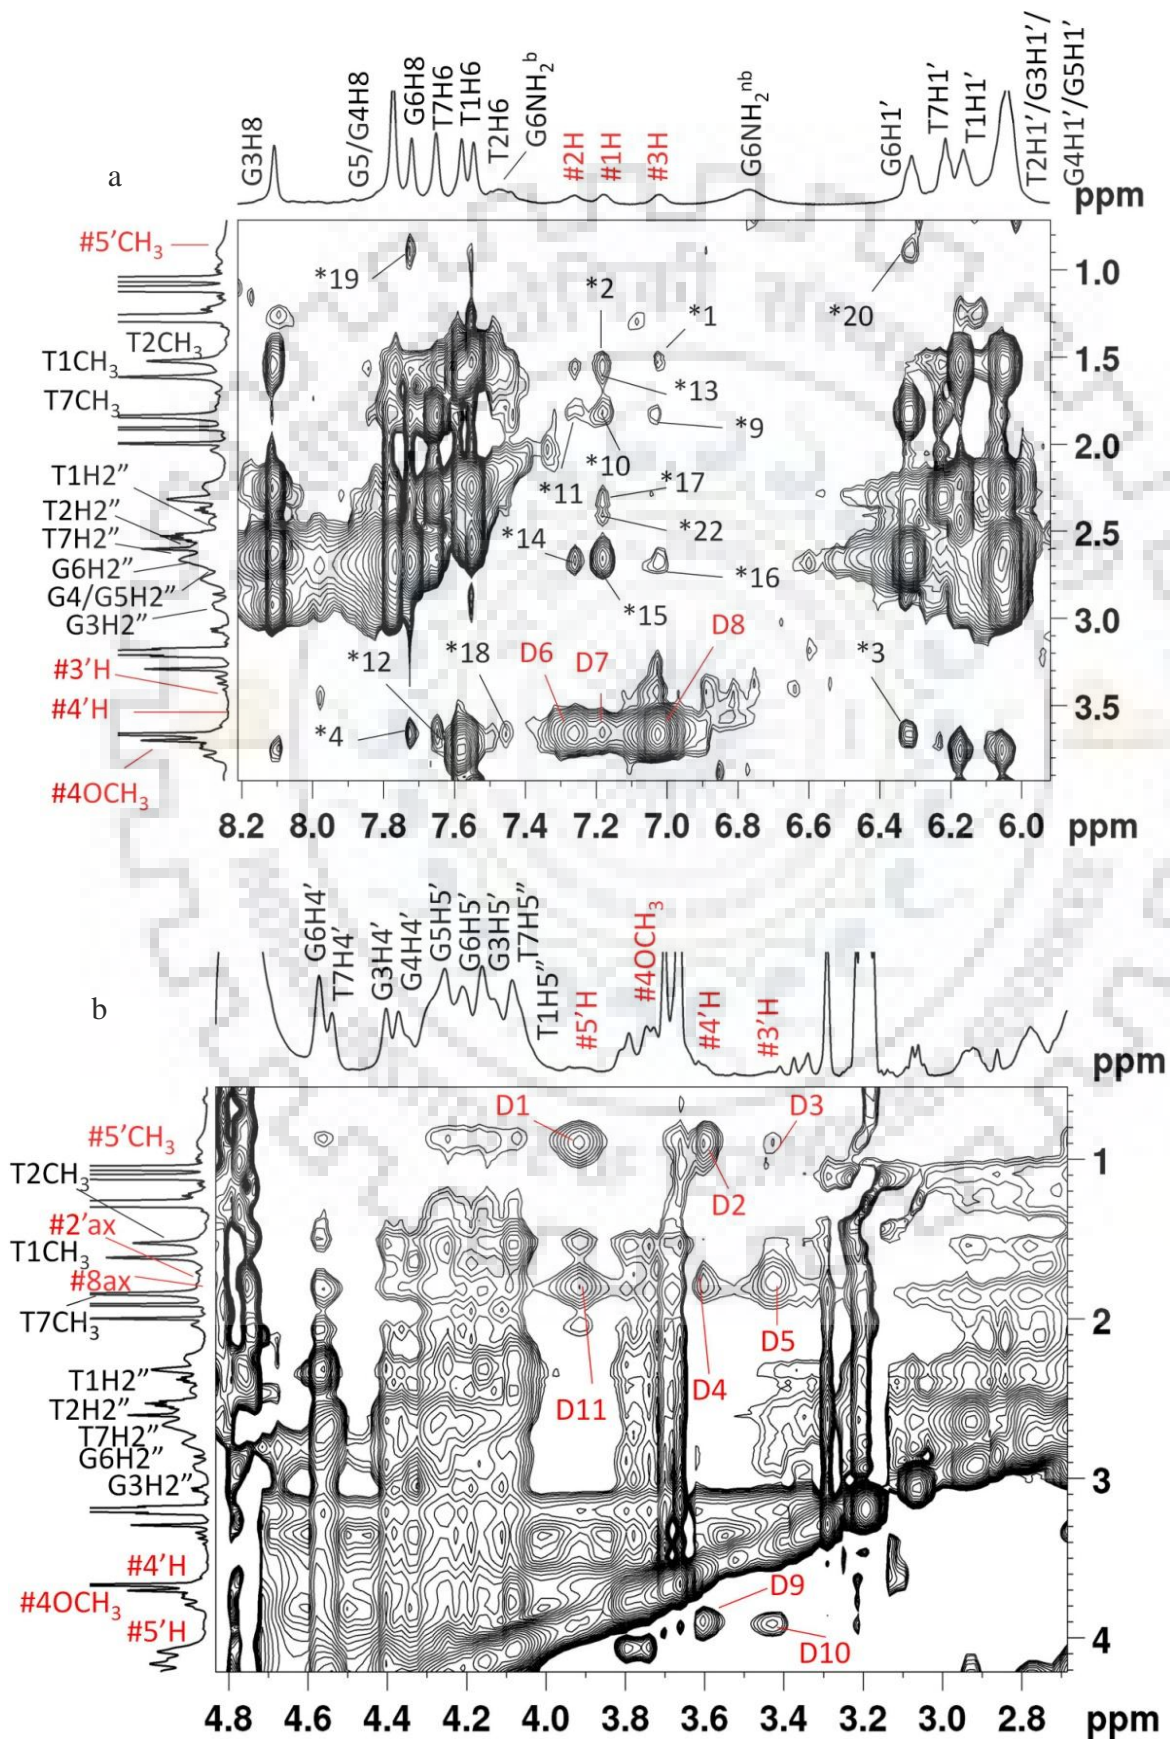 a
G3H8
G5/G4H8
G6H8
T7H6
T1H6
T2H6
G6NH₂ᵇ
#2H
#1H
#3H
G6NH₂ⁿᵇ
G6H1’
T7H1’
T1H1’
T2H1’/G3H1’/
G4H1’/G5H1’
ppm
#5’CH₃
T2CH₃
T1CH₃
T7CH₃
T1H2”
T2H2”
T7H2”
G6H2”
G4/G5H2”
G3H2”
#3’H
#4’H
#4OCH₃
*19
*2
*1
*20
*13
*9
*10
*11
*17
*22
*14
*16
*15
*12
*18
D6
D7
D8
*3
*4
1.0
1.5
2.0
2.5
3.0
3.5
8.2 8.0 7.8 7.6 7.4 7.2 7.0 6.8 6.6 6.4 6.2 6.0 ppm
b
G6H4’
T7H4’
G3H4’
G4H4’
G5H5’
G6H5’
G3H5’
T7H5”
T1H5”
#5’H
#4OCH₃
#4’H
#3’H
ppm
#5’CH₃
T2CH₃
#2’ax
T1CH₃
#8ax
T7CH₃
T1H2”
T2H2”
T7H2”
G6H2”
G3H2”
#4’H
#4OCH₃
#5’H
D1
D3
D2
D5
D4
D11
D9
D10
1
2
3
4
4.8 4.6 4.4 4.2 4.0 3.8 3.6 3.4 3.2 3.0 2.8 ppm